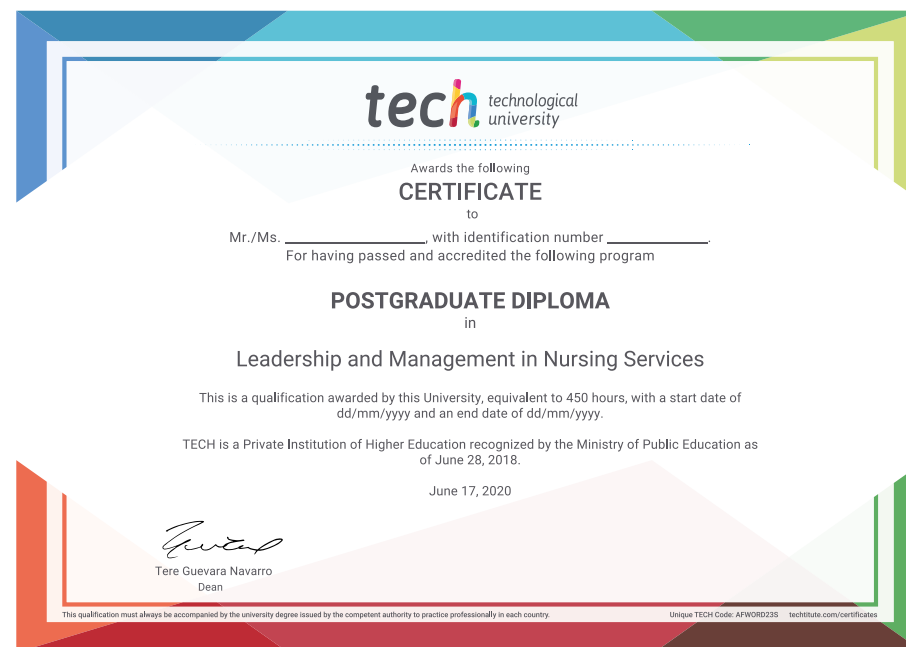 tech technological
university
Awards the following
CERTIFICATE
to
Mr./Ms. ____________________, with identification number ______________.
For having passed and accredited the following program
POSTGRADUATE DIPLOMA
in
Leadership and Management in Nursing Services
This is a qualification awarded by this University, equivalent to 450 hours, with a start date of
dd/mm/yyyy and an end date of dd/mm/yyyy.
TECH is a Private Institution of Higher Education recognized by the Ministry of Public Education as
of June 28, 2018.
June 17, 2020
Tere Guevara Navarro
Dean
This qualification must always be accompanied by the university degree issued by the competent authority to practice professionally in each country. Unique TECH Code: AFWORD23S techtitute.com/certificates